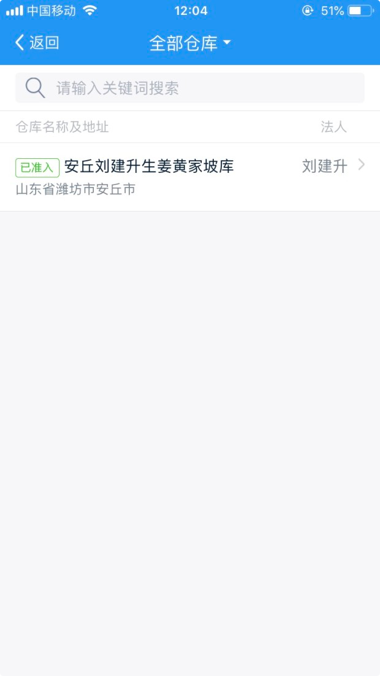 中国移动 12:04 51%
返回 全部仓库
请输入关键词搜索
仓库名称及地址 法人
已准入 安丘刘建升生姜黄家坡库 刘建升
山东省潍坊市安丘市